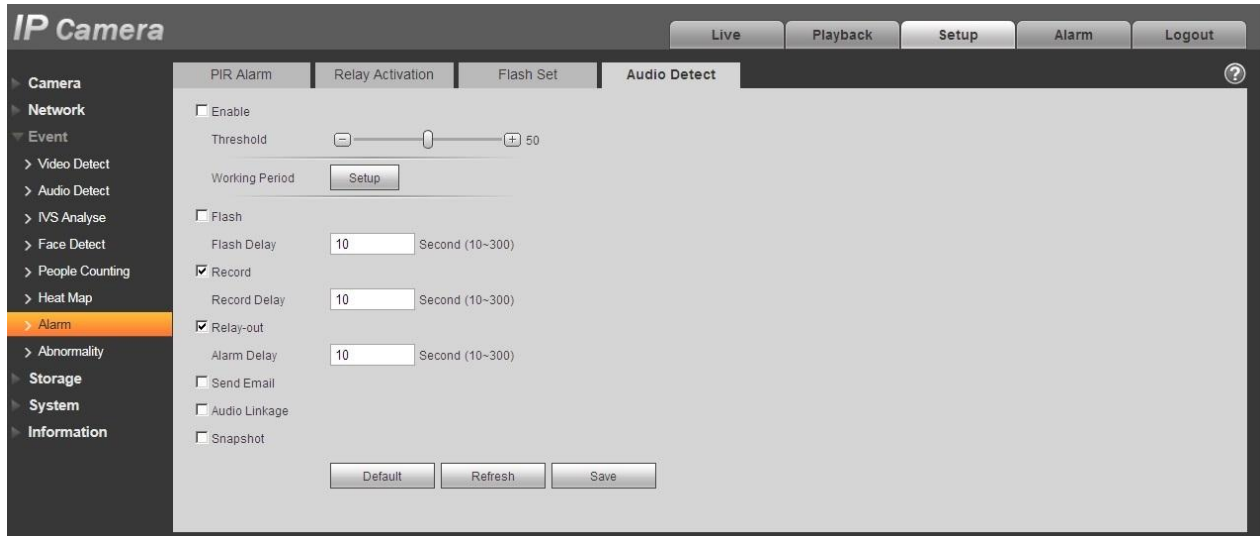 IP Camera
Live Playback Setup Alarm Logout
PIR Alarm Relay Activation Flash Set Audio Detect ?
Camera
Network
Event
Video Detect
Audio Detect
IVS Analyse
Face Detect
People Counting
Heat Map
Alarm
Abnormality
Storage
System
Information
Enable
Threshold 50
Working Period Setup
Flash
Flash Delay 10 Second (10~300)
Record
Record Delay 10 Second (10~300)
Relay-out
Alarm Delay 10 Second (10~300)
Send Email
Audio Linkage
Snapshot
Default Refresh Save